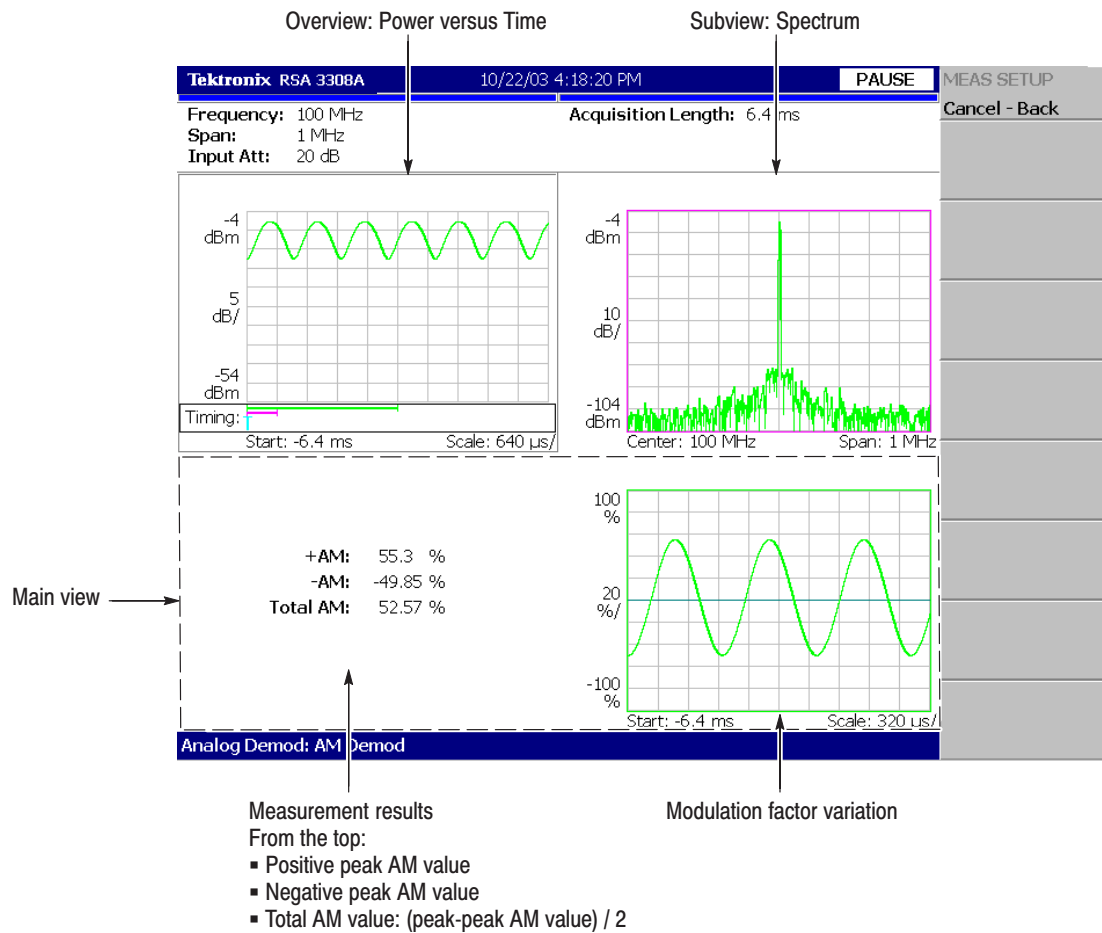 Overview: Power versus Time
Subview: Spectrum
Tektronix RSA 3308A 10/22/03 4:18:20 PM PAUSE
MEAS SETUP
Cancel - Back
Frequency: 100 MHz
Span: 1 MHz
Input Att: 20 dB
Acquisition Length: 6.4 ms
-4
dBm
5
dB/
-54
dBm
Timing:
T
Start: -6.4 ms Scale: 640 µs/
-4
dBm
10
dB/
-104
dBm
Center: 100 MHz Span: 1 MHz
Main view
+AM: 55.3 %
-AM: -49.85 %
Total AM: 52.57 %
100
%
20
%/
-100
%
Start: -6.4 ms Scale: 320 µs/
Analog Demod: AM Demod
Measurement results
From the top:
▪ Positive peak AM value
▪ Negative peak AM value
▪ Total AM value: (peak-peak AM value) / 2
Modulation factor variation